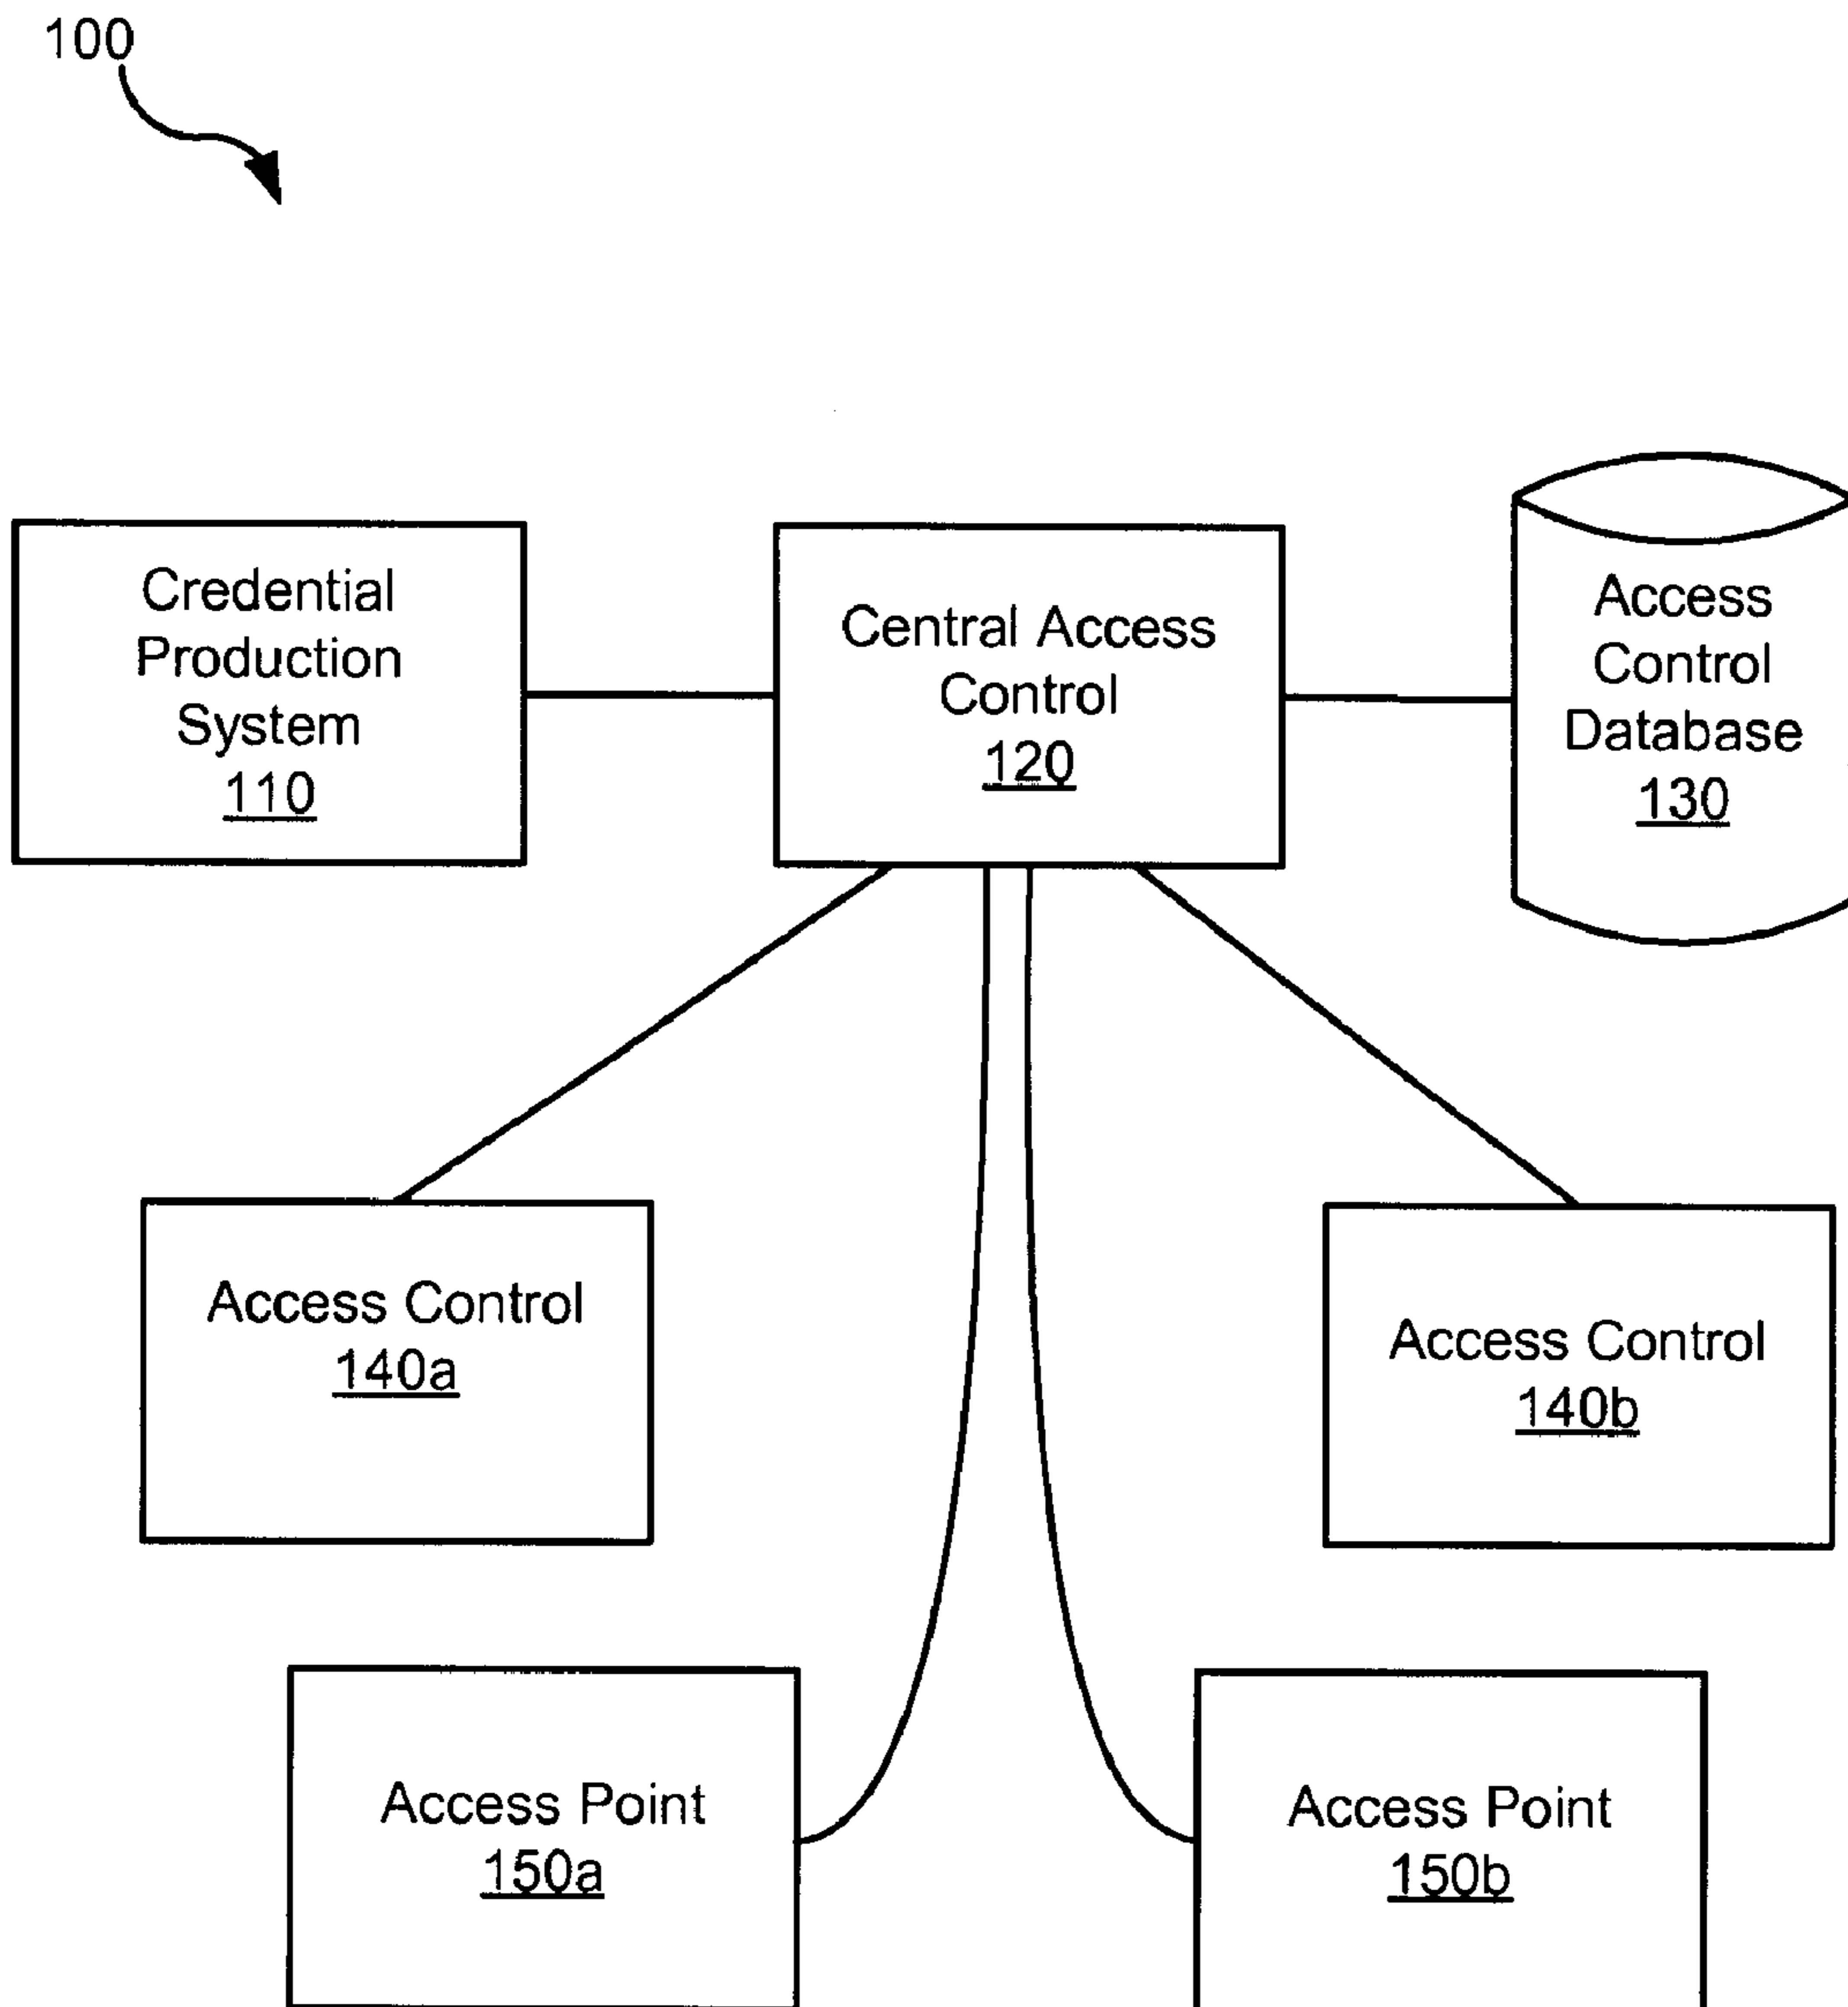 100
Credential
Production
System
110
Central Access
Control
120
Access
Control
Database
130
Access Control
140a
Access Control
140b
Access Point
150a
Access Point
150b